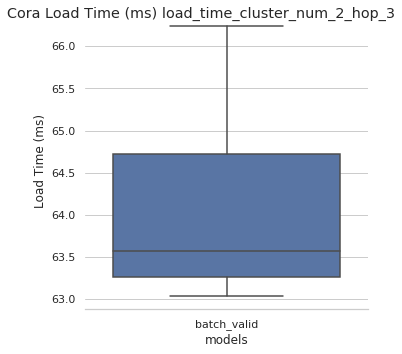 Cora Load Time (ms) load_time_cluster_num_2_hop_3
66.0
65.5
65.0
64.5
64.0
63.5
63.0
Load Time (ms)
batch_valid
models